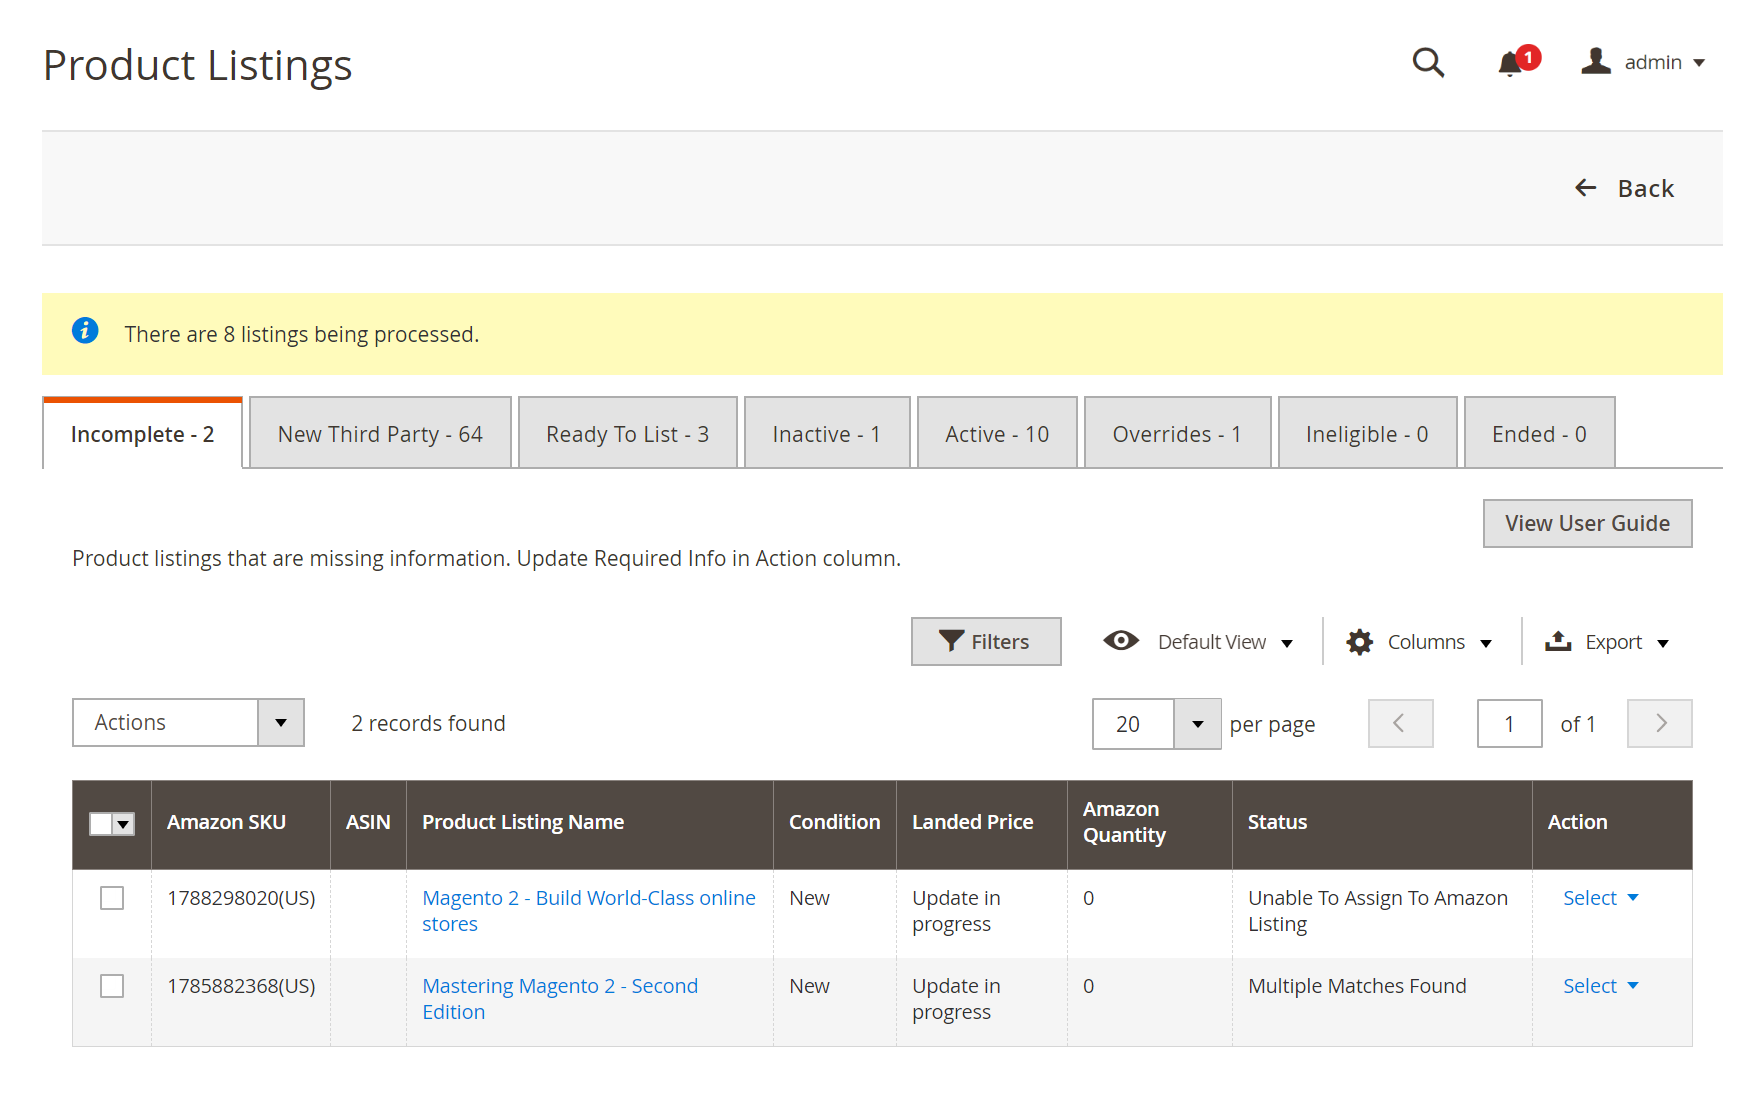 Product Listings
1
admin
Back
There are 8 listings being processed.
Incomplete - 2
New Third Party - 64
Ready To List - 3
Inactive - 1
Active - 10
Overrides - 1
Ineligible - 0
Ended - 0
View User Guide
Product listings that are missing information. Update Required Info in Action column.
Filters
Default View
Columns
Export
Actions
2 records found
20
per page
1
of 1
Amazon SKU
ASIN
Product Listing Name
Condition
Landed Price
Amazon
Quantity
Status
Action
1788298020(US)
Magento 2 - Build World-Class online
stores
New
Update in
progress
0
Unable To Assign To Amazon
Listing
Select
1785882368(US)
Mastering Magento 2 - Second
Edition
New
Update in
progress
0
Multiple Matches Found
Select